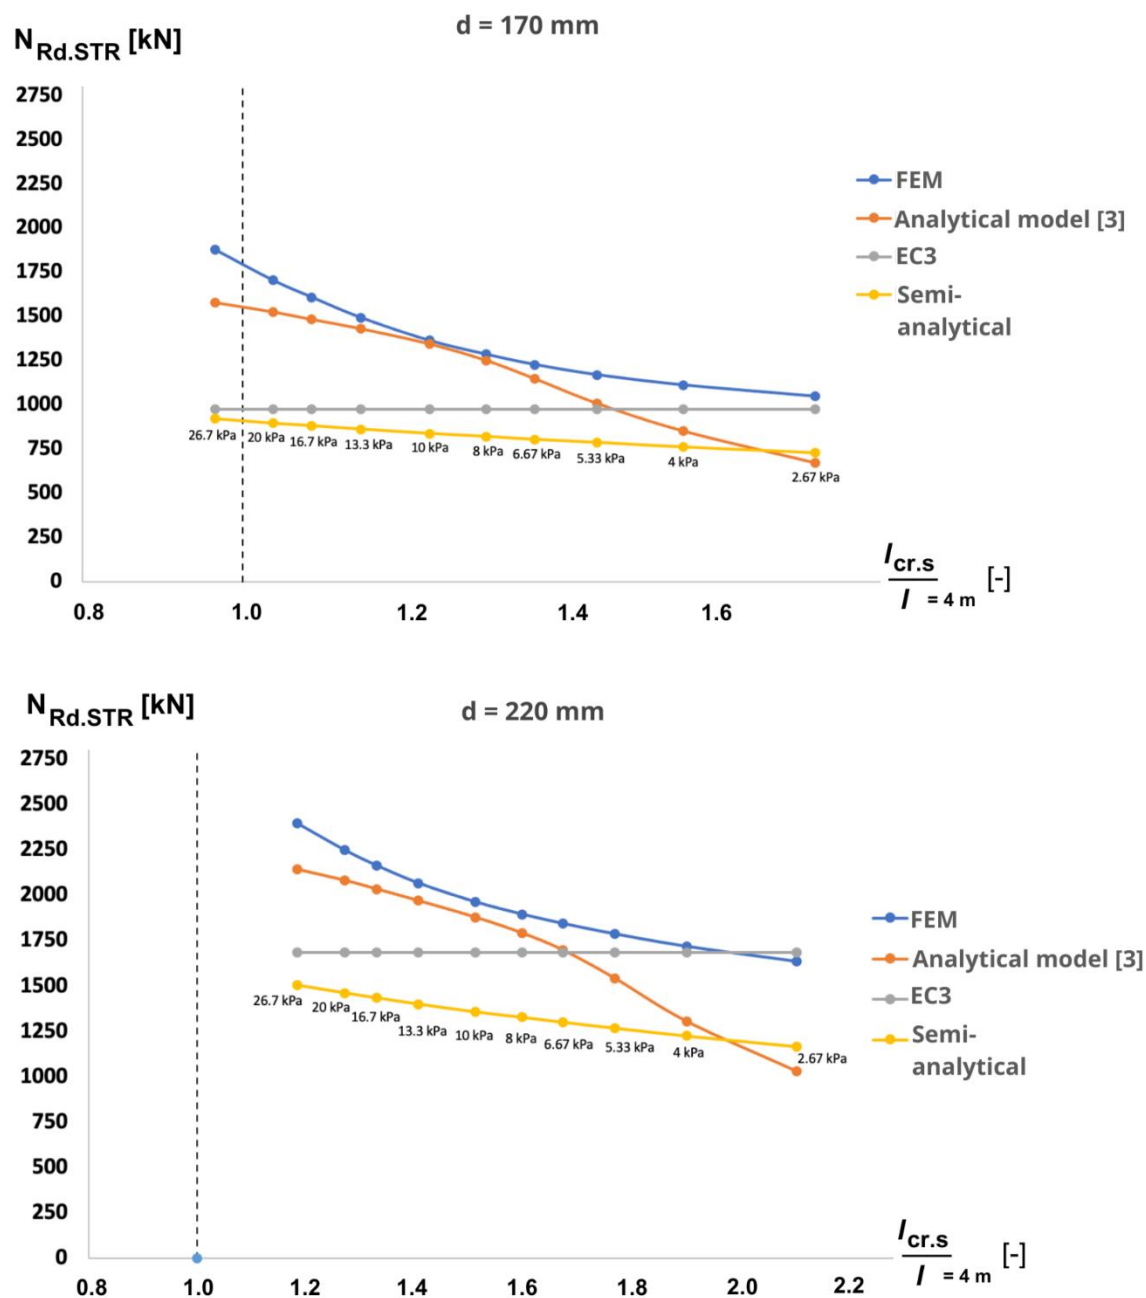 d = 170 mm
N Rd.STR [kN]
2750
2500
2250
2000
1750
1500
1250
1000
750
500
250
0
FEM
Analytical model [3]
EC3
Semi-
analytical
26.7 kPa 20 kPa 16.7 kPa 13.3 kPa 10 kPa 8 kPa 6.67 kPa 5.33 kPa 4 kPa 2.67 kPa
0.8 1.0 1.2 1.4 1.6
l cr.s
l = 4 m [-]
N Rd.STR [kN]
d = 220 mm
2750
2500
2250
2000
1750
1500
1250
1000
750
500
250
0
FEM
Analytical model [3]
EC3
Semi-
analytical
26.7 kPa 20 kPa 16.7 kPa 13.3 kPa 10 kPa 8 kPa 6.67 kPa 5.33 kPa 4 kPa 2.67 kPa
0.8 1.0 1.2 1.4 1.6 1.8 2.0 2.2
l cr.s
l = 4 m [-]